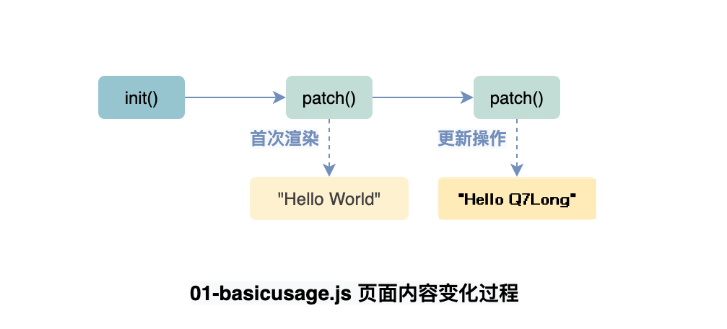 init()
patch()
patch()
首次渲染
更新操作
"Hello World"
"Hello Q7Long"
01-basicusage.js 页面内容变化过程